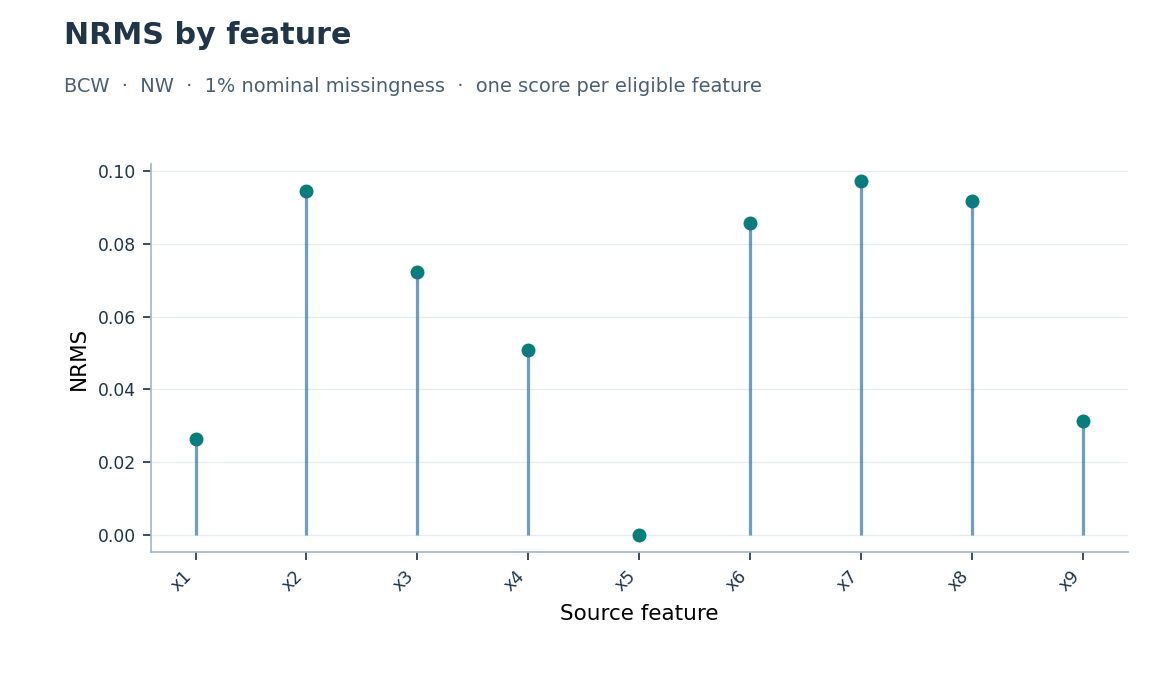 NRMS by feature
BCW · NW · 1% nominal missingness · one score per eligible feature
NRMS
0.10
0.08
0.06
0.04
0.02
0.00
x1 x2 x3 x4 x5 x6 x7 x8 x9
Source feature